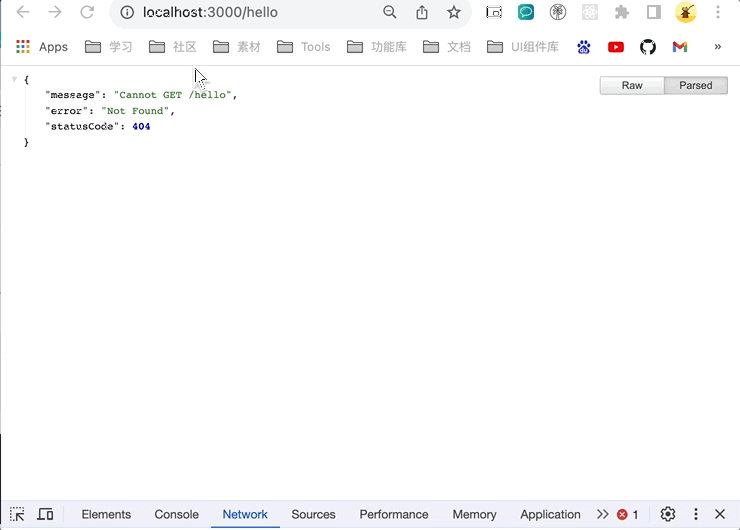 localhost:3000/hello
Apps 学习 社区 素材 Tools 功能库 文档 UI组件库 »
{
Raw Parsed
"message": "Cannot GET /hello",
"error": "Not Found",
"statusCode": 404
}
Elements Console Network Sources Performance Memory Application 1